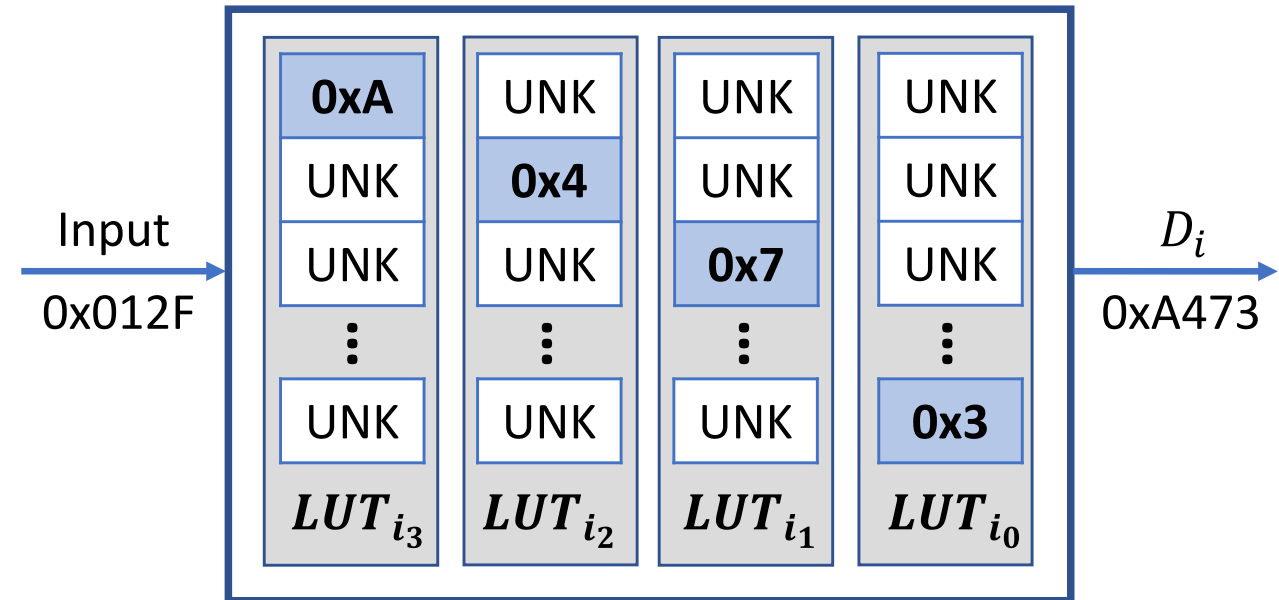 Input
0x012F
0xA UNK UNK UNK
UNK 0x4 UNK UNK
UNK UNK 0x7 UNK
⋮ ⋮ ⋮ ⋮
UNK UNK UNK 0x3
LUT_{i_3} LUT_{i_2} LUT_{i_1} LUT_{i_0}
D_i
0xA473